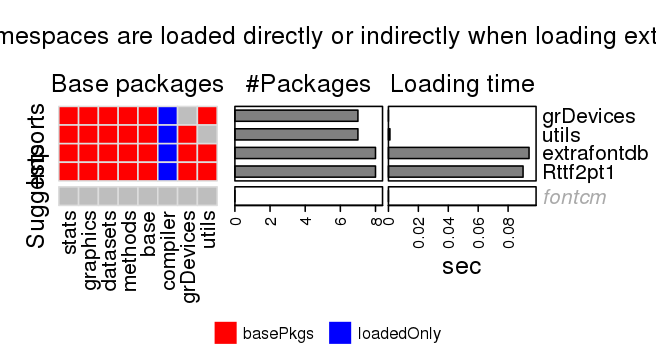 mespaces are loaded directly or indirectly when loading ext
Base packages
#Packages
Loading time
Imports
Suggests
grDevices
utils
extrafontdb
Rttf2pt1
fontcm
stats
graphics
datasets
methods
base
compiler
grDevices
utils
0
2
4
6
8
0
0.02
0.04
0.06
0.08
sec
basePkgs
loadedOnly